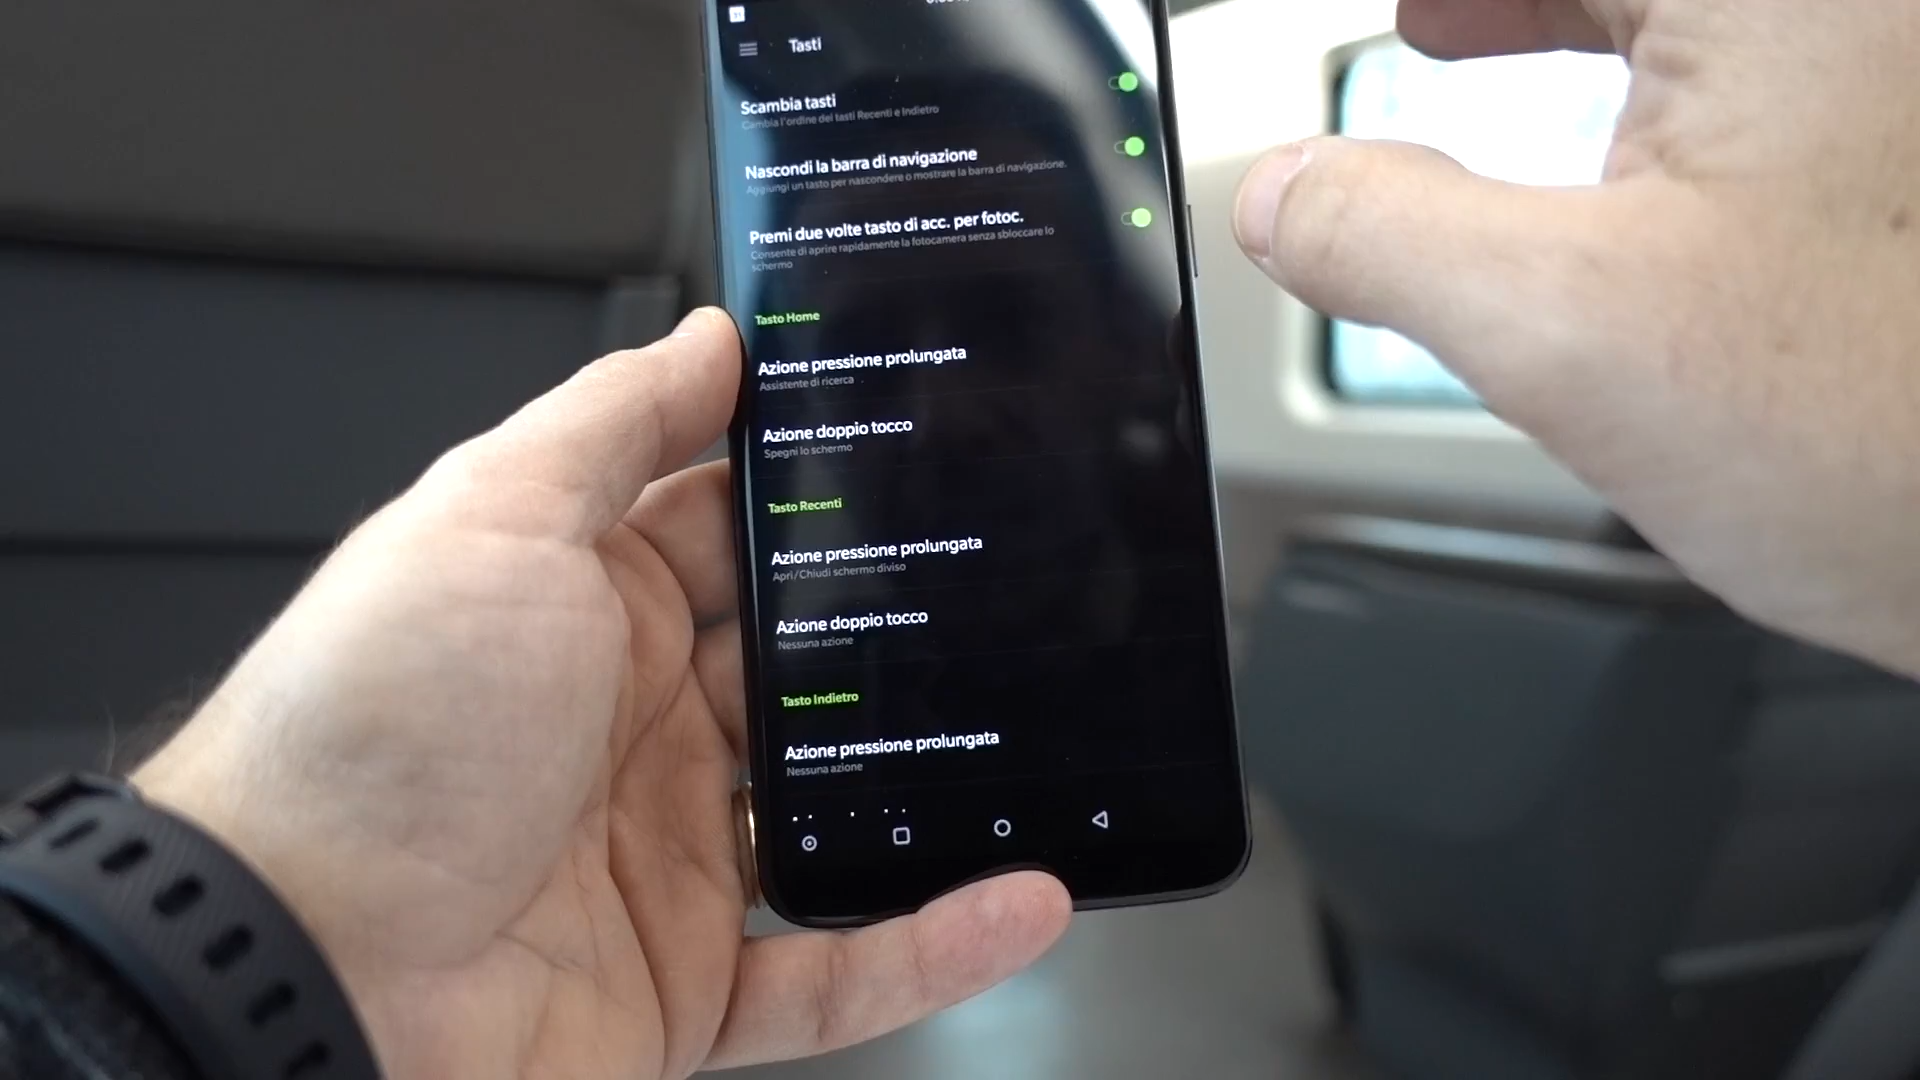 Tasti
Scambia tasti
Cambia l'ordine dei tasti Recenti e Indietro
Nascondi la barra di navigazione
Aggiungi un tasto per nascondere o mostrare la barra di navigazione.
Premi due volte tasto di acc. per fotoc.
Consente di aprire rapidamente la fotocamera senza sbloccare lo
schermo
Tasto Home
Azione pressione prolungata
Assistente di ricerca
Azione doppio tocco
Spegni lo schermo
Tasto Recenti
Azione pressione prolungata
Apri/Chiudi schermo diviso
Azione doppio tocco
Nessuna azione
Tasto Indietro
Azione pressione prolungata
Nessuna azione